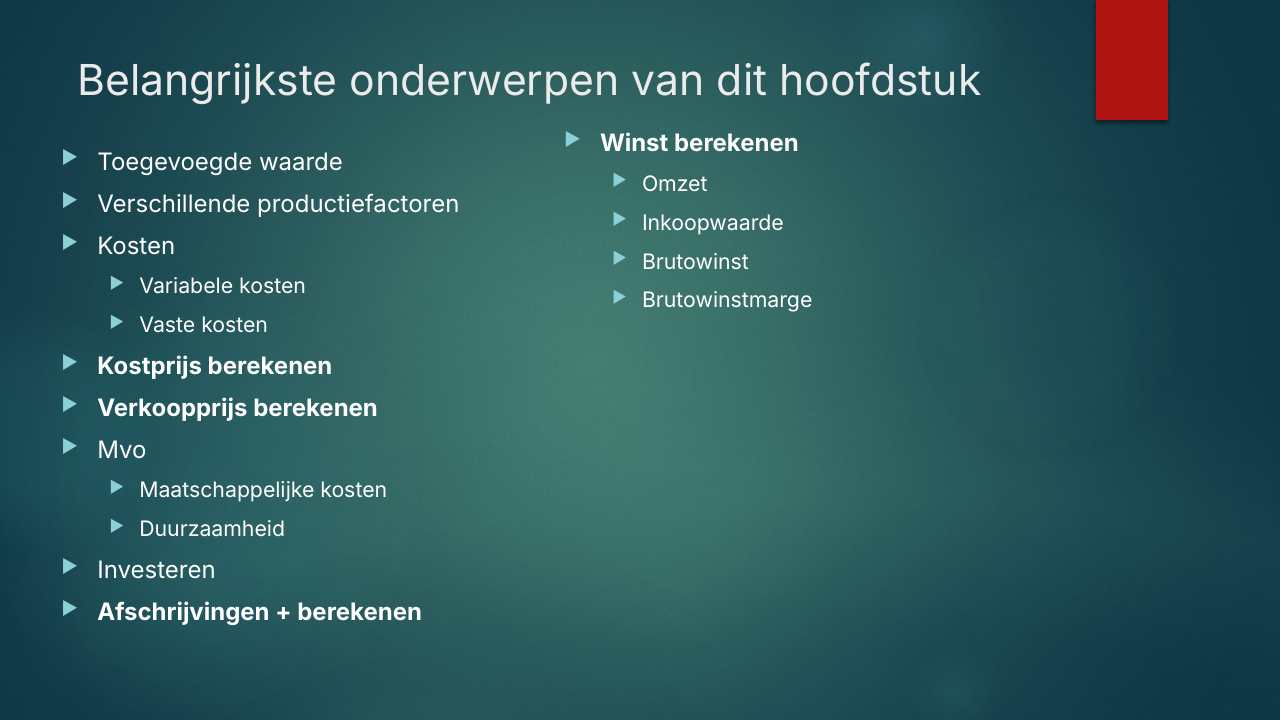 Belangrijkste onderwerpen van dit hoofdstuk
Toegevoegde waarde
Verschillende productiefactoren
Kosten
Variabele kosten
Vaste kosten
Kostprijs berekenen
Verkoopprijs berekenen
Mvo
Maatschappelijke kosten
Duurzaamheid
Investeren
Afschrijvingen + berekenen
Winst berekenen
Omzet
Inkoopwaarde
Brutowinst
Brutowinstmarge